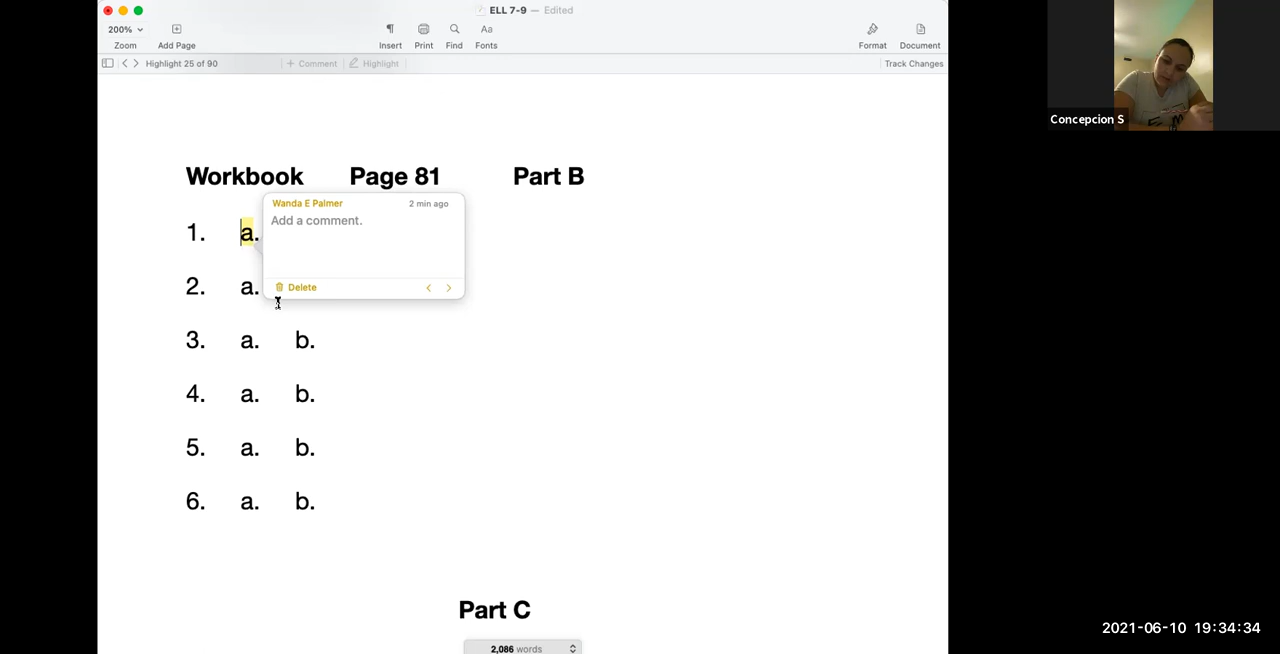 ELL 7-9 — Edited
200%
Zoom
Add Page
Insert
Print
Find
Aa
Fonts
Format
Document
Highlight 25 of 90
+ Comment
Highlight
Track Changes
Concepcion S
Workbook Page 81 Part B
Wanda E Palmer 2 min ago
Add a comment.
Delete
1. a.
2. a.
3. a. b.
4. a. b.
5. a. b.
6. a. b.
Part C
2,086 words
2021-06-10 19:34:34